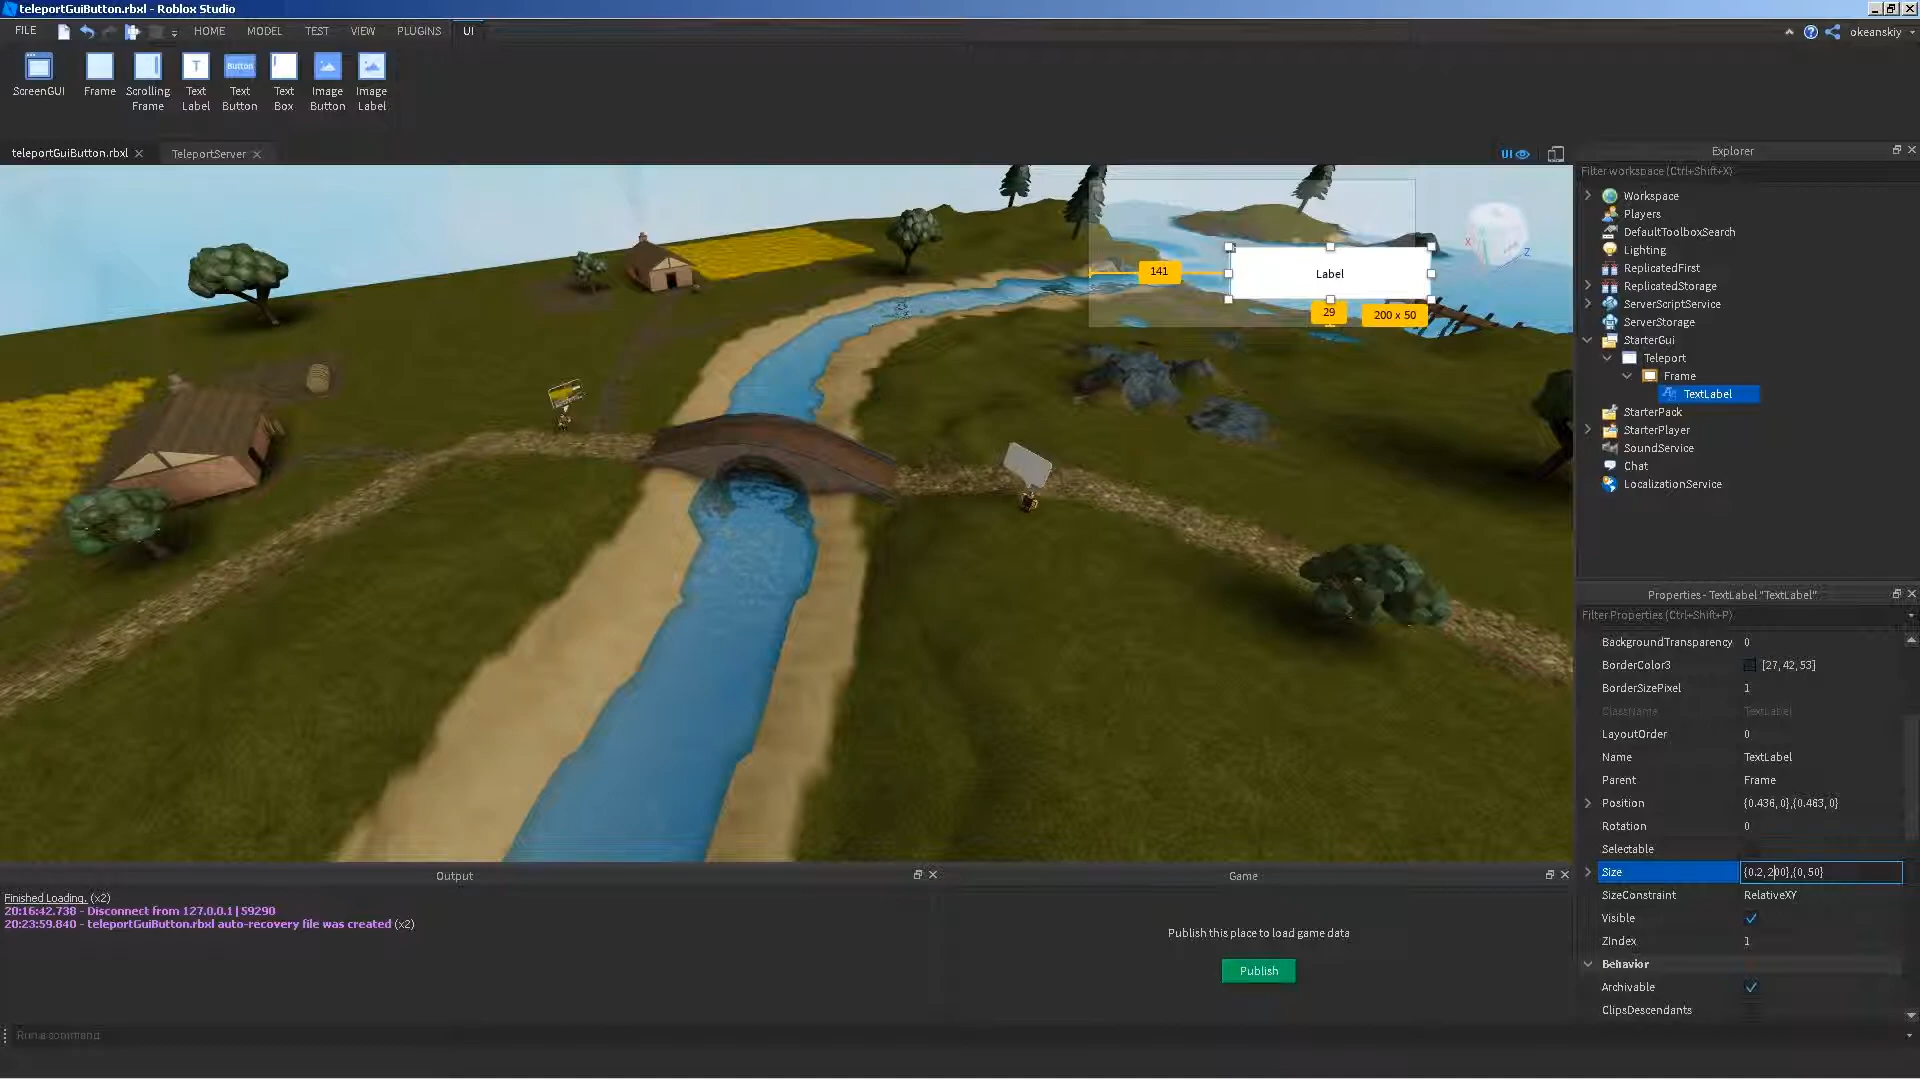 teleportGuiButton.rbxl - Roblox Studio
FILE
HOME
MODEL
TEST
VIEW
PLUGINS
UI
okeanskiy
ScreenGUI
Frame
Scrolling
Frame
Text
Label
Button
Text
Button
Text
Box
Image
Button
Image
Label
teleportGuiButton.rbxl
TeleportServer
UI
Label
141
29
200 x 50
X
Z
Explorer
Filter workspace (Ctrl+Shift+X)
Workspace
Players
DefaultToolboxSearch
Lighting
ReplicatedFirst
ReplicatedStorage
ServerScriptService
ServerStorage
StarterGui
Teleport
Frame
TextLabel
StarterPack
StarterPlayer
SoundService
Chat
LocalizationService
Properties - TextLabel "TextLabel"
Filter Properties (Ctrl+Shift+P)
BackgroundTransparency 0
BorderColor3 [27, 42, 53]
BorderSizePixel 1
ClassName TextLabel
LayoutOrder 0
Name TextLabel
Parent Frame
Position {0.436, 0},{0.463, 0}
Rotation 0
Selectable
Size {0.2, 200},{0, 50}
SizeConstraint RelativeXY
Visible
ZIndex 1
Behavior
Archivable
ClipsDescendants
Output
Finished Loading. (x2)
20:16:42.738 - Disconnect from 127.0.0.1|59290
20:23:59.840 - teleportGuiButton.rbxl auto-recovery file was created (x2)
Game
Publish this place to load game data
Publish
Run a command